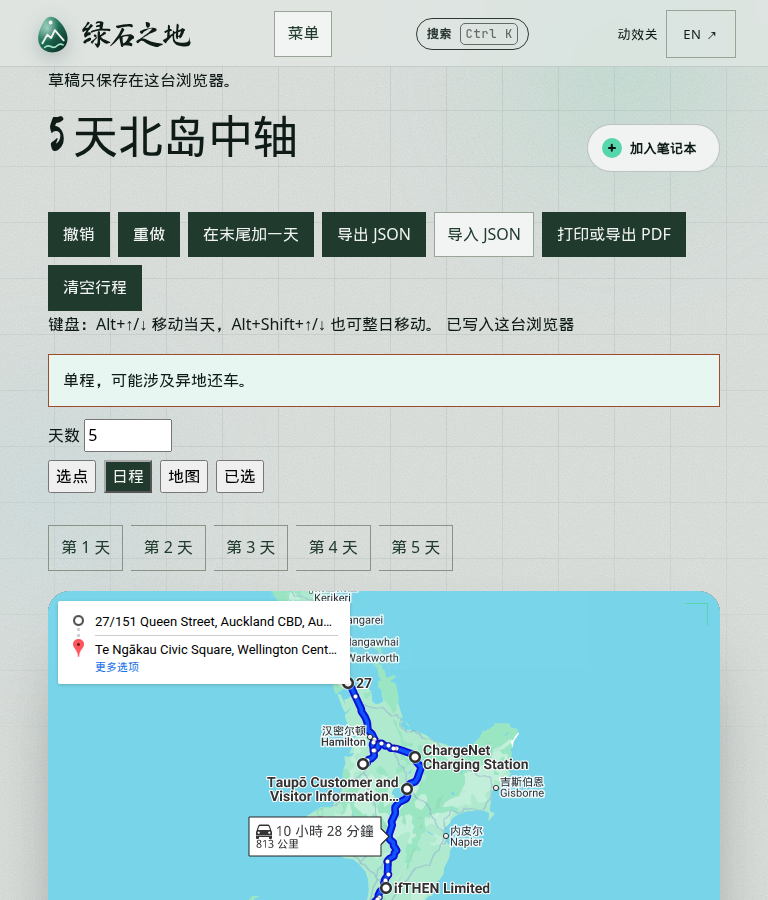 绿石之地
菜单
搜索 Ctrl K
动效关
EN ↗
草稿只保存在这台浏览器。
5 天北岛中轴
加入笔记本
撤销
重做
在末尾加一天
导出 JSON
导入 JSON
打印或导出 PDF
清空行程
键盘：Alt+↑/↓ 移动当天，Alt+Shift+↑/↓ 也可整日移动。 已写入这台浏览器
单程，可能涉及异地还车。
天数 5
选点
日程
地图
已选
第 1 天
第 2 天
第 3 天
第 4 天
第 5 天
Kerikeri
27/151 Queen Street, Auckland CBD, Au...
angarei
Te Ngākau Civic Square, Wellington Cent...
更多选项
langawhai
Warkworth
27
汉密尔顿
Hamilton
ChargeNet
Charging Station
Taupō Customer and
Visitor Information...
吉斯伯恩
Gisborne
10 小時 28 分鐘
813 公里
内皮尔
Napier
ifTHEN Limited